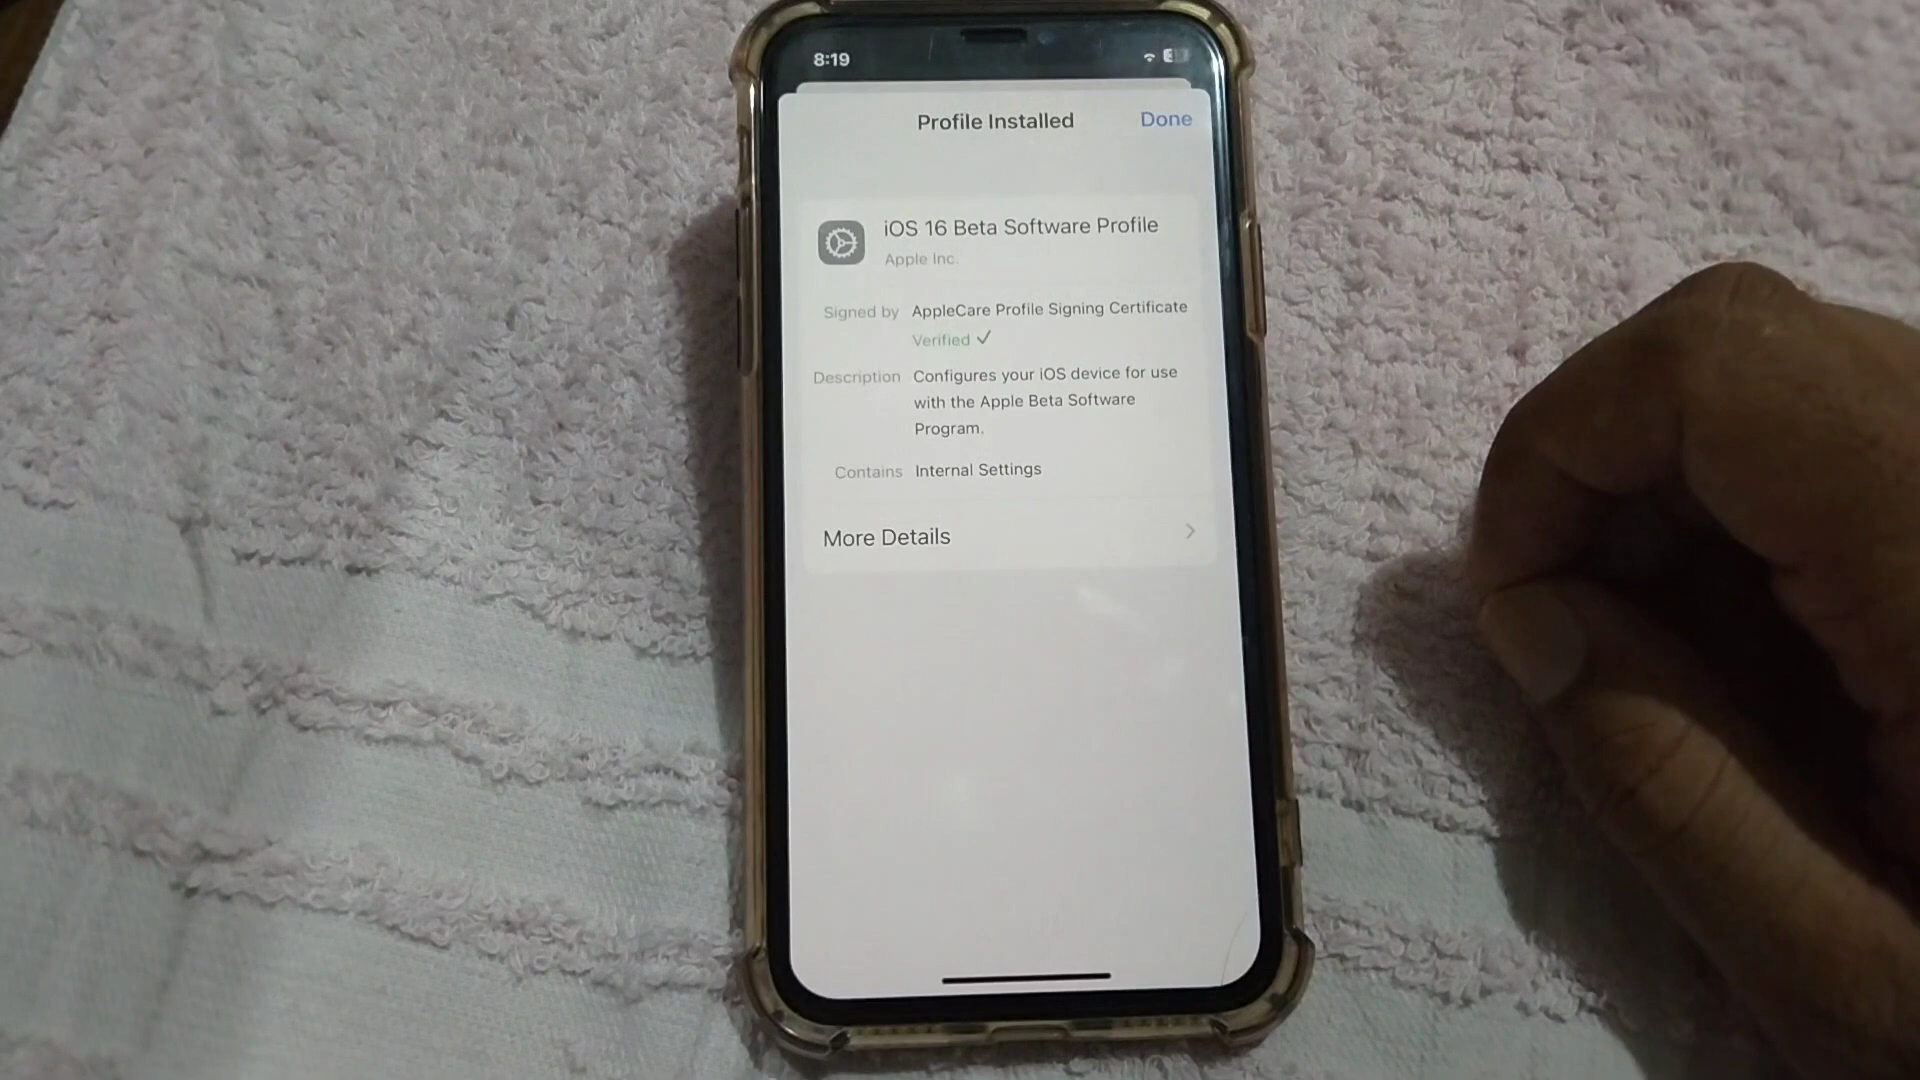 8:19
Profile Installed
Done
iOS 16 Beta Software Profile
Apple Inc.
Signed by AppleCare Profile Signing Certificate
Verified ✓
Description Configures your iOS device for use
with the Apple Beta Software
Program.
Contains Internal Settings
More Details